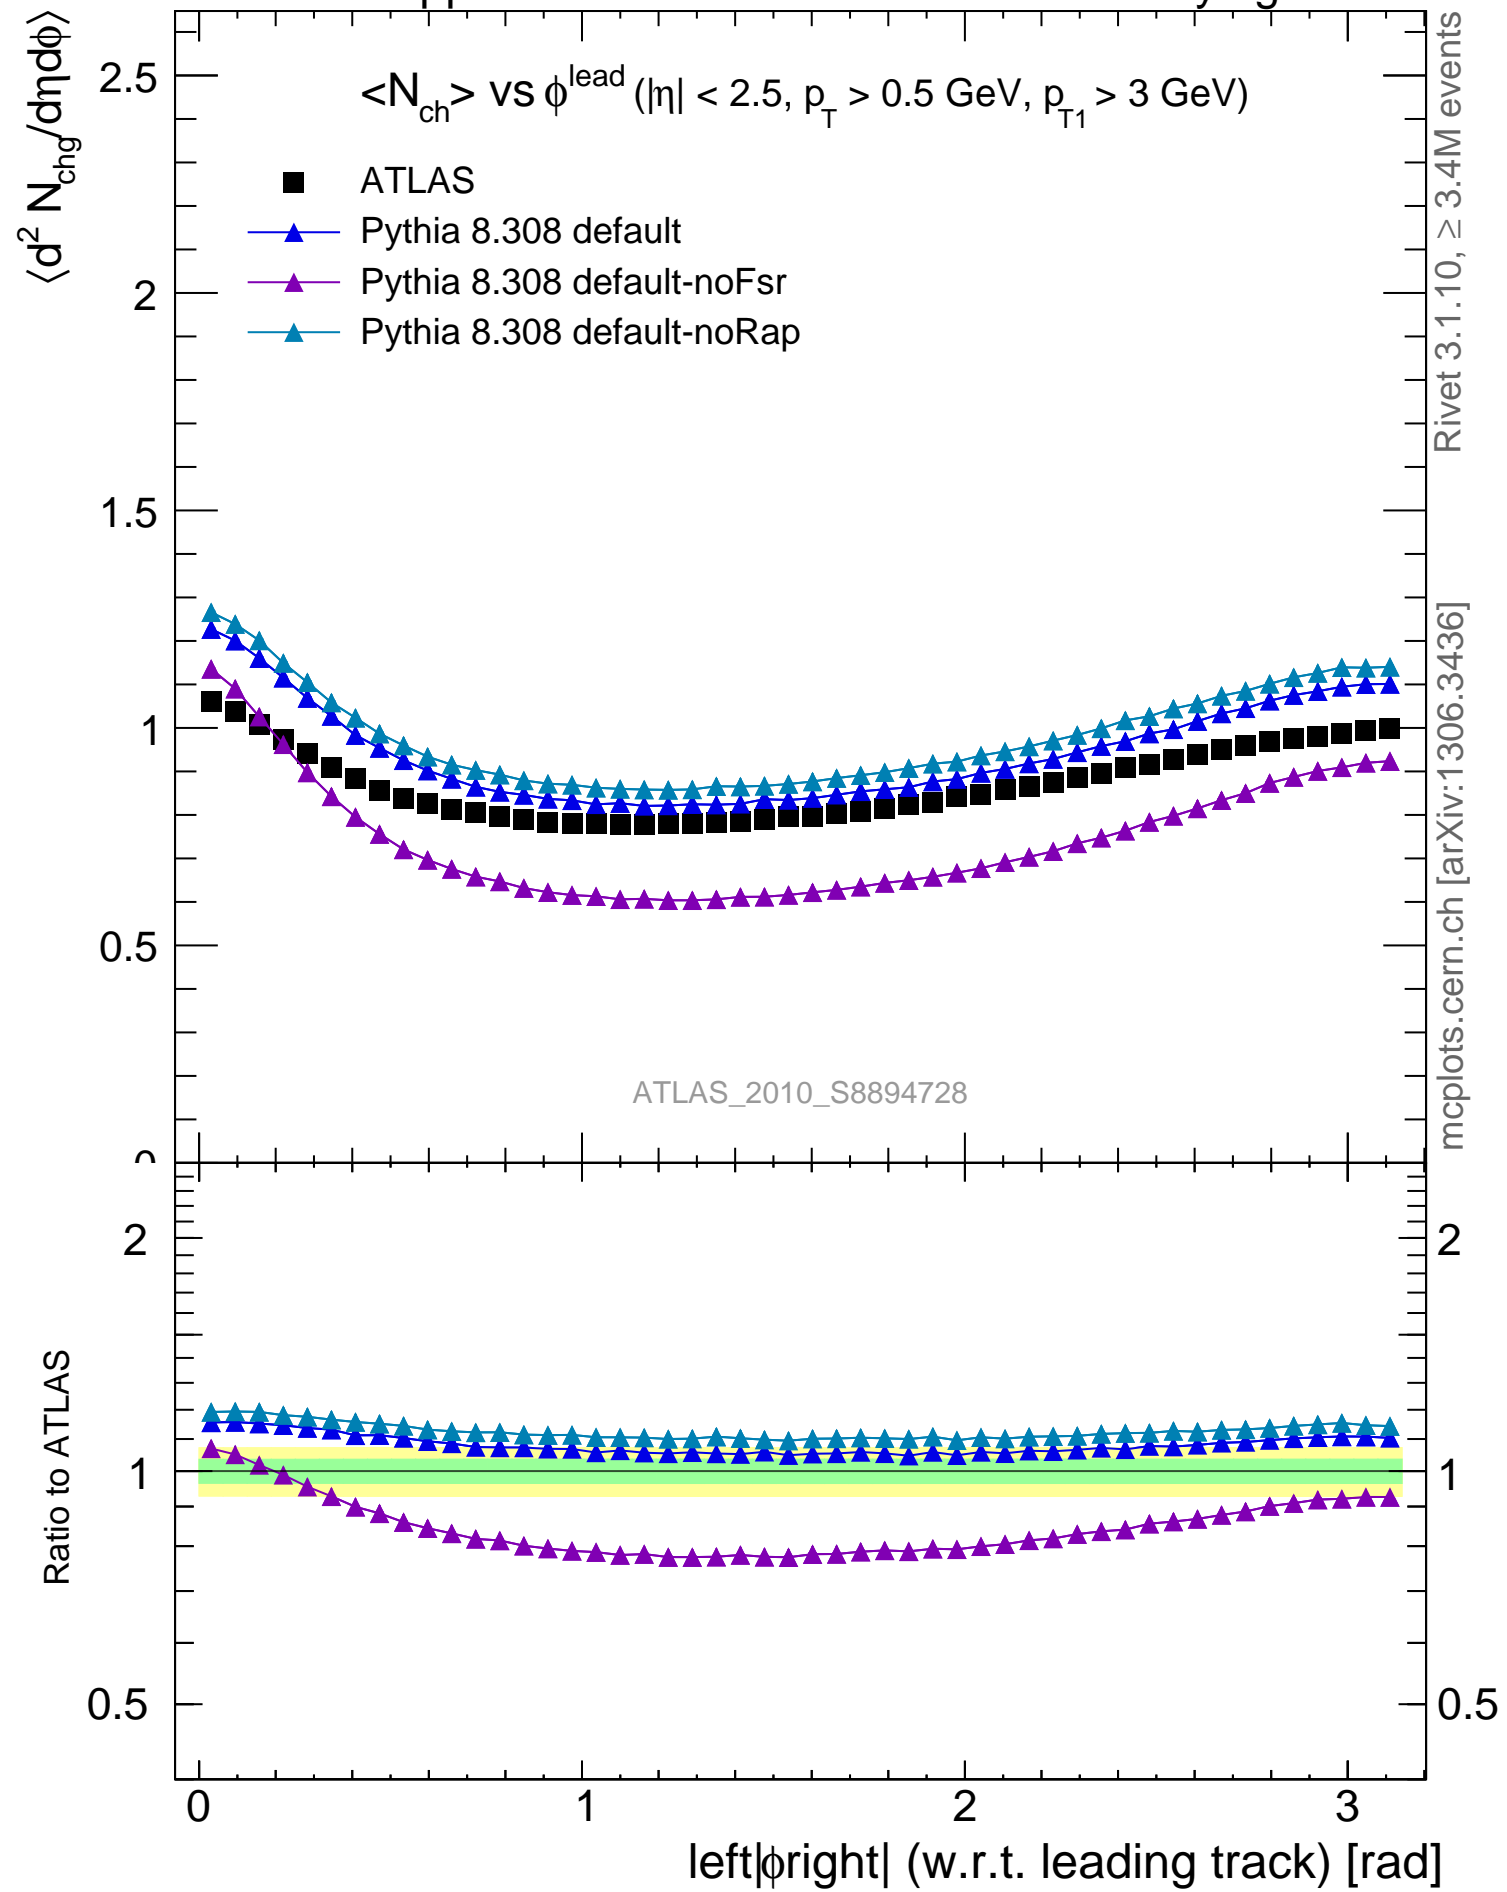 ⟨d² N_chg/dηdϕ⟩
<N_ch> vs ϕ^lead (|η| < 2.5, p_T > 0.5 GeV, p_T1 > 3 GeV)
ATLAS
Pythia 8.308 default
Pythia 8.308 default-noFsr
Pythia 8.308 default-noRap
2.5
2
1.5
1
0.5
ATLAS_2010_S8894728
Rivet 3.1.10, ≥ 3.4M events
mcplots.cern.ch [arXiv:1306.3436]
Ratio to ATLAS
2
1
0.5
2
1
0.5
0 1 2 3
left|ϕright| (w.r.t. leading track) [rad]